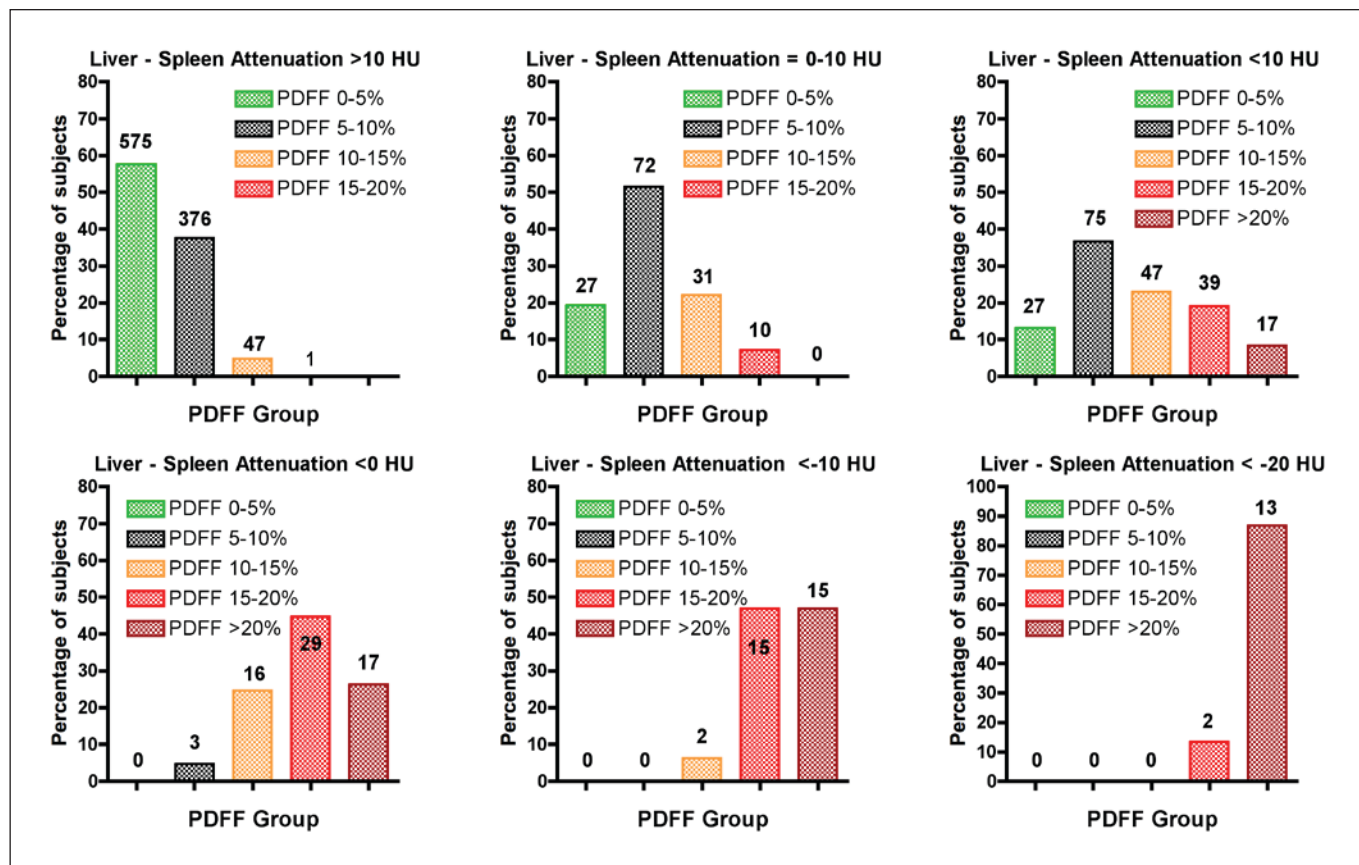 Liver - Spleen Attenuation >10 HU
Percentage of subjects
80
70
60
50
40
30
20
10
0
575
376
47
1
PDFF 0-5%
PDFF 5-10%
PDFF 10-15%
PDFF 15-20%
PDFF Group
Liver - Spleen Attenuation = 0-10 HU
Percentage of subjects
80
70
60
50
40
30
20
10
0
27
72
31
10
0
PDFF 0-5%
PDFF 5-10%
PDFF 10-15%
PDFF 15-20%
PDFF Group
Liver - Spleen Attenuation <10 HU
Percentage of subjects
80
70
60
50
40
30
20
10
0
27
75
47
39
17
PDFF 0-5%
PDFF 5-10%
PDFF 10-15%
PDFF 15-20%
PDFF >20%
PDFF Group
Liver - Spleen Attenuation <0 HU
Percentage of subjects
80
70
60
50
40
30
20
10
0
PDFF 0-5%
PDFF 5-10%
PDFF 10-15%
PDFF 15-20%
PDFF >20%
0
3
16
29
17
PDFF Group
Liver - Spleen Attenuation <-10 HU
Percentage of subjects
80
70
60
50
40
30
20
10
0
PDFF 0-5%
PDFF 5-10%
PDFF 10-15%
PDFF 15-20%
PDFF >20%
0
0
2
15
15
PDFF Group
Liver - Spleen Attenuation < -20 HU
Percentage of subjects
100
90
80
70
60
50
40
30
20
10
0
PDFF 0-5%
PDFF 5-10%
PDFF 10-15%
PDFF 15-20%
PDFF >20%
0
0
0
2
13
PDFF Group